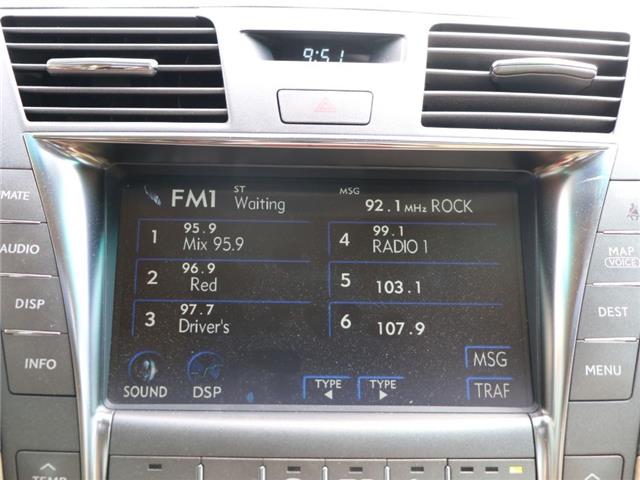 9:51
FM1 ST Waiting MSG 92.1 MHz ROCK
1 95.9 Mix 95.9
2 96.9 Red
3 97.7 Driver's
4 99.1 RADIO 1
5 103.1
6 107.9
SOUND DSP TYPE TYPE MSG TRAF
IMATE
AUDIO
DISP
INFO
TEMP
MAP
VOICE
DEST
MENU